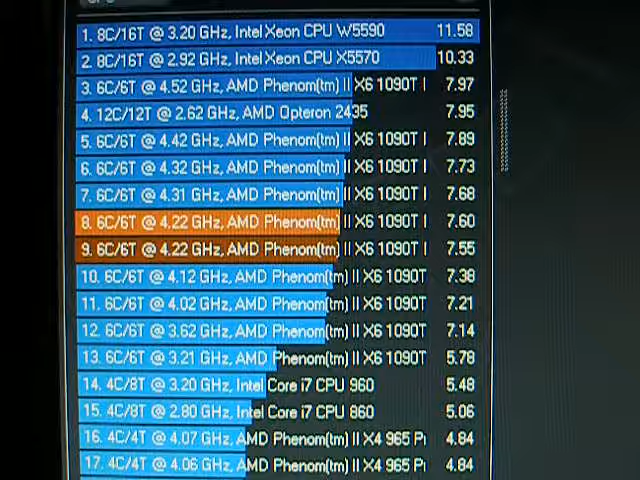 1. 8C/16T @ 3.20 GHz, Intel Xeon CPU W5590 11.58
2. 8C/16T @ 2.92 GHz, Intel Xeon CPU X5570 10.33
3. 6C/6T @ 4.52 GHz, AMD Phenom(tm) II X6 1090T 7.97
4. 12C/12T @ 2.62 GHz, AMD Opteron 2435 7.95
5. 6C/6T @ 4.42 GHz, AMD Phenom(tm) II X6 1090T 7.89
6. 6C/6T @ 4.32 GHz, AMD Phenom(tm) II X6 1090T 7.73
7. 6C/6T @ 4.31 GHz, AMD Phenom(tm) II X6 1090T 7.68
8. 6C/6T @ 4.22 GHz, AMD Phenom(tm) II X6 1090T 7.60
9. 6C/6T @ 4.22 GHz, AMD Phenom(tm) II X6 1090T 7.55
10. 6C/6T @ 4.12 GHz, AMD Phenom(tm) II X6 1090T 7.38
11. 6C/6T @ 4.02 GHz, AMD Phenom(tm) II X6 1090T 7.21
12. 6C/6T @ 3.62 GHz, AMD Phenom(tm) II X6 1090T 7.14
13. 6C/6T @ 3.21 GHz, AMD Phenom(tm) II X6 1090T 5.78
14. 4C/8T @ 3.20 GHz, Intel Core i7 CPU 960 5.48
15. 4C/8T @ 2.80 GHz, Intel Core i7 CPU 860 5.06
16. 4C/4T @ 4.07 GHz, AMD Phenom(tm) II X4 965 4.84
17. 4C/4T @ 4.06 GHz, AMD Phenom(tm) II X4 965 4.84